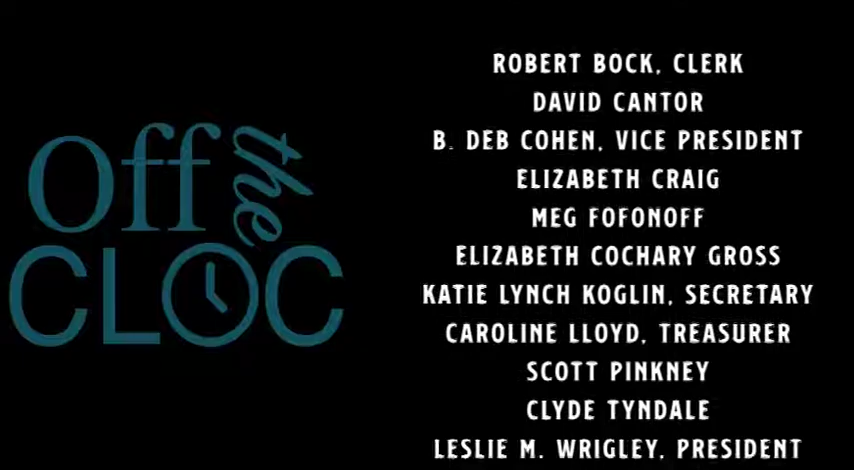 Off the
CLOC
ROBERT BOCK, CLERK
DAVID CANTOR
B. DEB COHEN, VICE PRESIDENT
ELIZABETH CRAIG
MEG FOFONOFF
ELIZABETH COCHARY GROSS
KATIE LYNCH KOGLIN, SECRETARY
CAROLINE LLOYD, TREASURER
SCOTT PINKNEY
CLYDE TYNDALE
LESLIE M. WRIGLEY, PRESIDENT